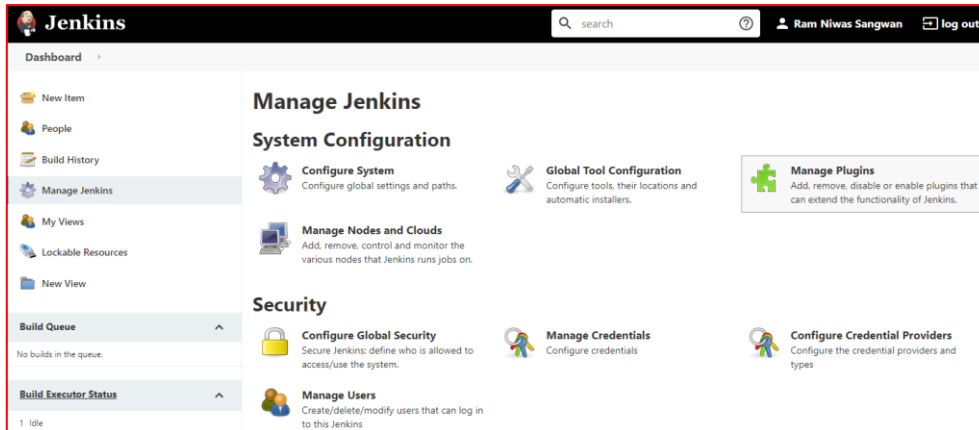 Jenkins
search
Ram Niwas Sangwan
log out
Dashboard
New Item
People
Build History
Manage Jenkins
My Views
Lockable Resources
New View
Build Queue
No builds in the queue.
Build Executor Status
1 Idle
Manage Jenkins
System Configuration
Configure System
Configure global settings and paths.
Global Tool Configuration
Configure tools, their locations and
automatic installers.
Manage Plugins
Add, remove, disable or enable plugins that
can extend the functionality of Jenkins.
Manage Nodes and Clouds
Add, remove, control and monitor the
various nodes that Jenkins runs jobs on.
Security
Configure Global Security
Secure Jenkins; define who is allowed to
access/use the system.
Manage Credentials
Configure credentials
Configure Credential Providers
Configure the credential providers and
types
Manage Users
Create/delete/modify users that can log in
to this Jenkins